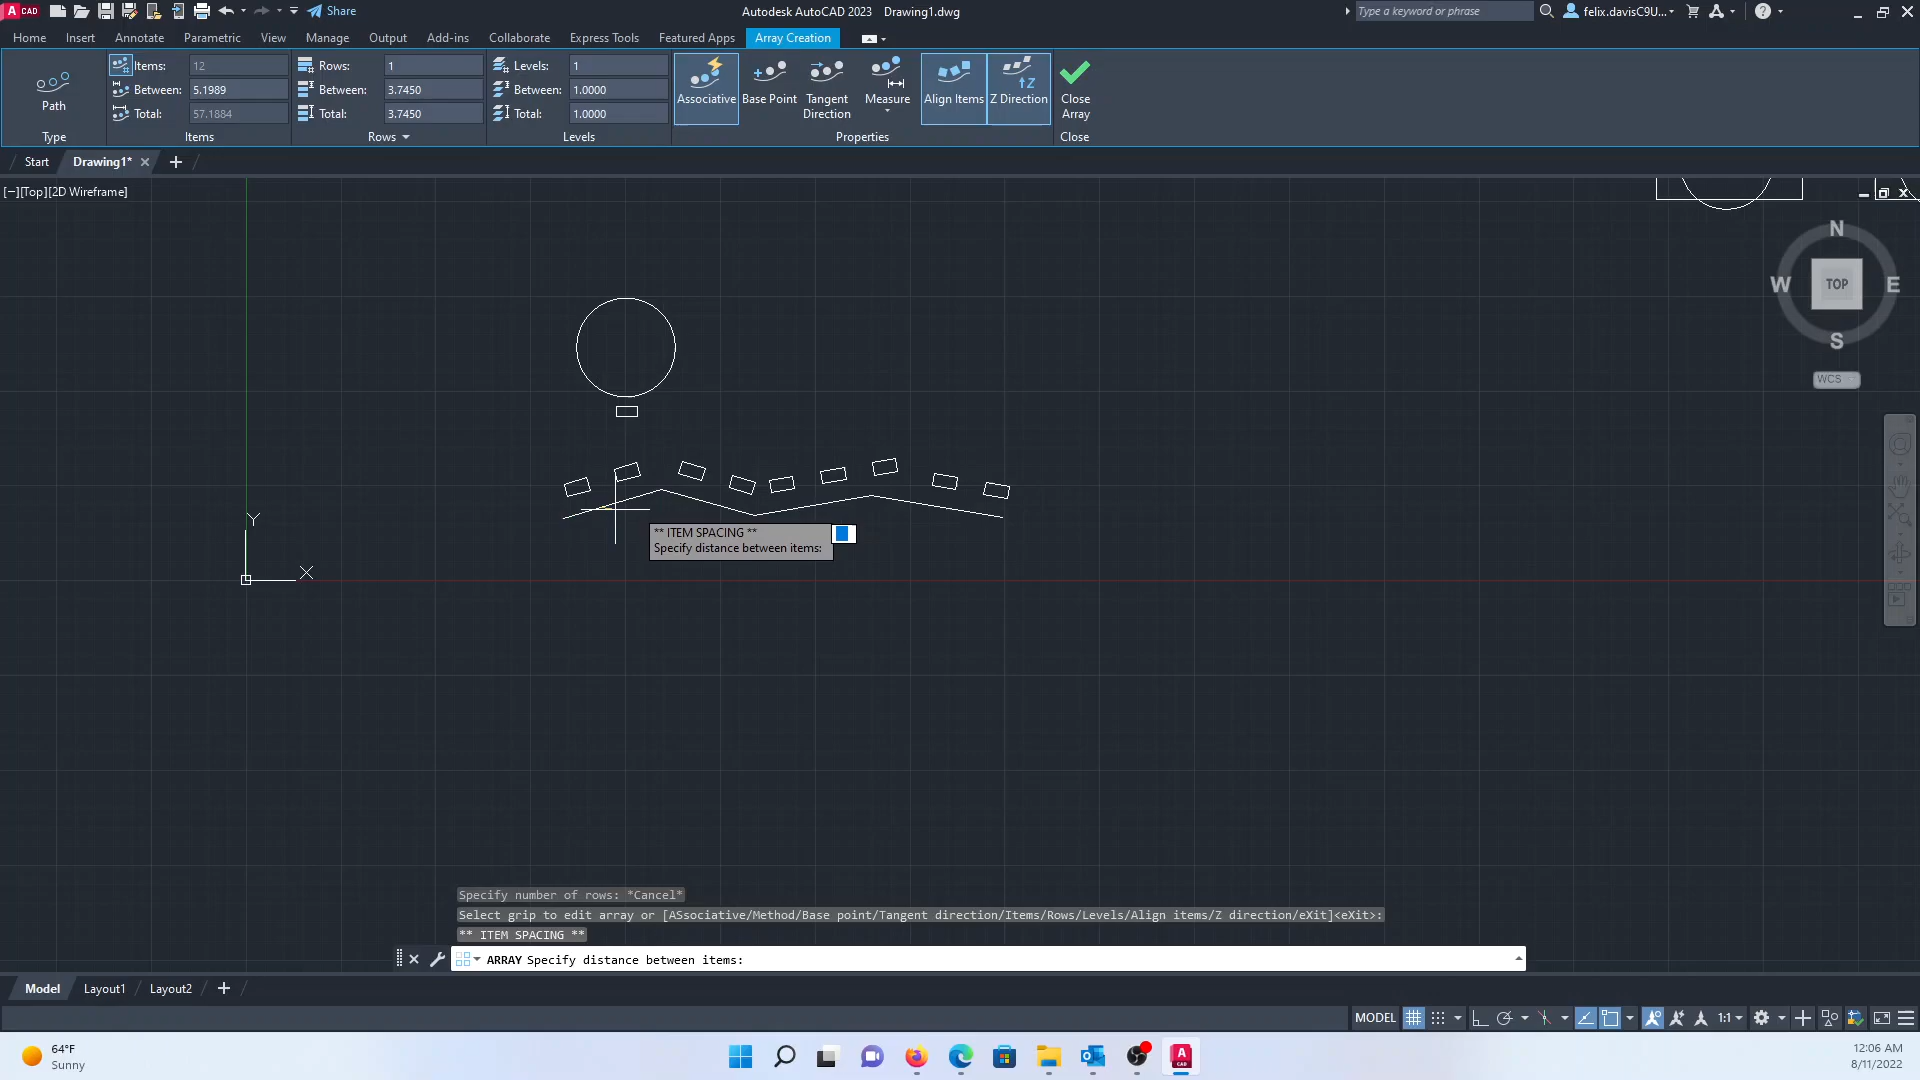 A CAD Share Autodesk AutoCAD 2023 Drawing1.dwg Type a keyword or phrase felix.davisC9U...
Home Insert Annotate Parametric View Manage Output Add-ins Collaborate Express Tools Featured Apps Array Creation
Items: 12 Rows: 1 Levels: 1
Between: 5.1989 Between: 3.7450 Between: 1.0000
Total: 57.1884 Total: 3.7450 Total: 1.0000
Path
Associative Base Point Tangent Direction Measure Align Items Z Direction Close Array
Type Items Rows Levels Properties Close
Start Drawing1* +
[−][Top][2D Wireframe]
N
W TOP E
S
WCS
Y
X
** ITEM SPACING **
Specify distance between items:
Specify number of rows: *Cancel*
Select grip to edit array or [ASsociative/Method/Base point/Tangent direction/Items/Rows/Levels/Align items/Z direction/eXit]<eXit>:
** ITEM SPACING **
ARRAY Specify distance between items:
Model Layout1 Layout2 +
MODEL 1:1
64°F
Sunny
A CAD
12:06 AM
8/11/2022